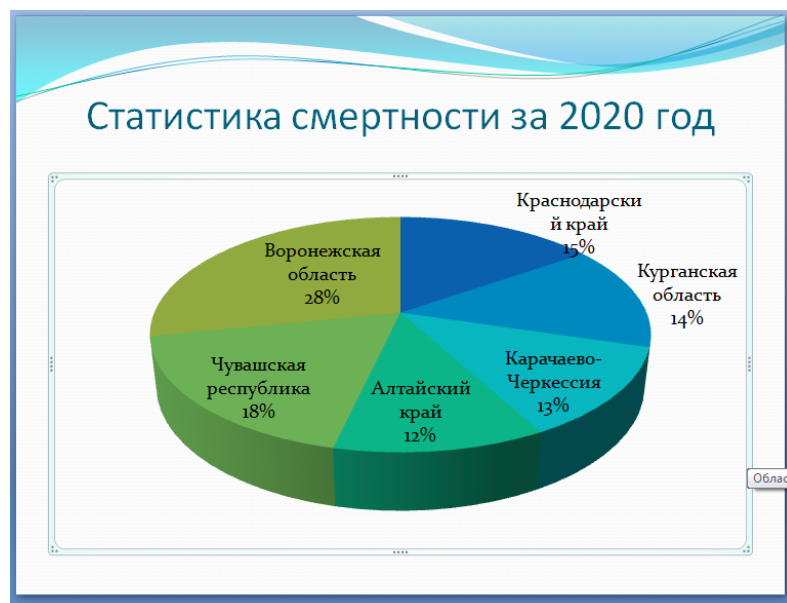 Статистика смертности за 2020 год
Краснодарски
й край
15%
Курганская
область
14%
Карачаево-
Черкессия
13%
Алтайский
край
12%
Чувашская
республика
18%
Воронежская
область
28%
Облас